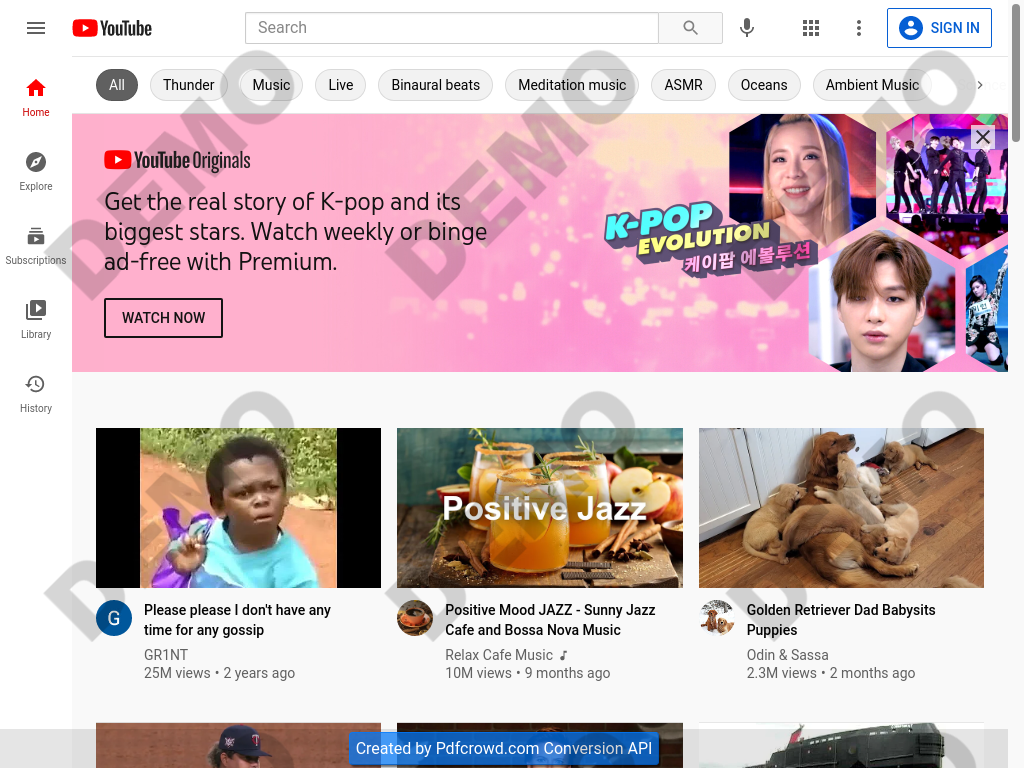 YouTube
Search
SIGN IN
All
Thunder
Music
Live
Binaural beats
Meditation music
ASMR
Oceans
Ambient Music
Home
Explore
Subscriptions
Library
History
YouTube Originals
Get the real story of K-pop and its
biggest stars. Watch weekly or binge
ad-free with Premium.
WATCH NOW
K-POP
EVOLUTION
케이팝 에볼루션
Positive Jazz
G
Please please I don't have any
time for any gossip
GR1NT
25M views • 2 years ago
Positive Mood JAZZ - Sunny Jazz
Cafe and Bossa Nova Music
Relax Cafe Music
10M views • 9 months ago
Golden Retriever Dad Babysits
Puppies
Odin & Sassa
2.3M views • 2 months ago
Created by Pdfcrowd.com Conversion API
DEMO
DEMO
DEMO
DEMO
DEMO